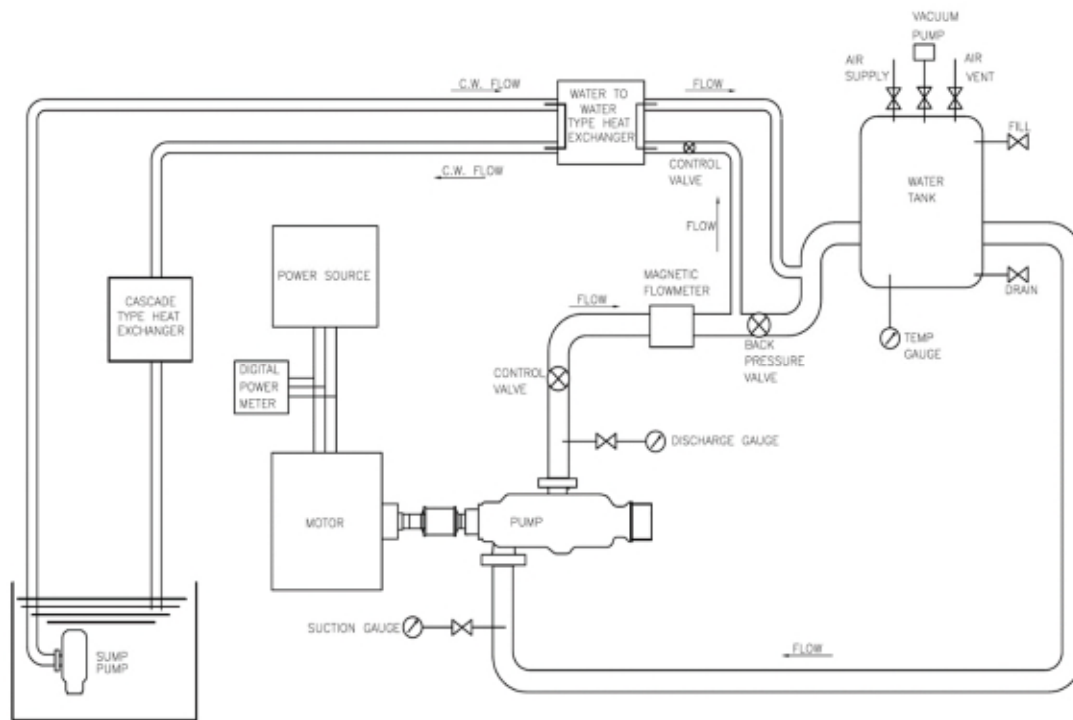 VACUUM
PUMP
AIR
SUPPLY
AIR
VENT
C.W. FLOW
FLOW
WATER TO
WATER
TYPE HEAT
EXCHANGER
FILL
CONTROL
VALVE
C.W. FLOW
WATER
TANK
FLOW
POWER SOURCE
MAGNETIC
FLOWMETER
CASCADE
TYPE HEAT
EXCHANGER
FLOW
DRAIN
TEMP
GAUGE
BACK
PRESSURE
VALVE
DIGITAL
POWER
METER
CONTROL
VALVE
DISCHARGE GAUGE
MOTOR
PUMP
SUCTION GAUGE
FLOW
SUMP
PUMP